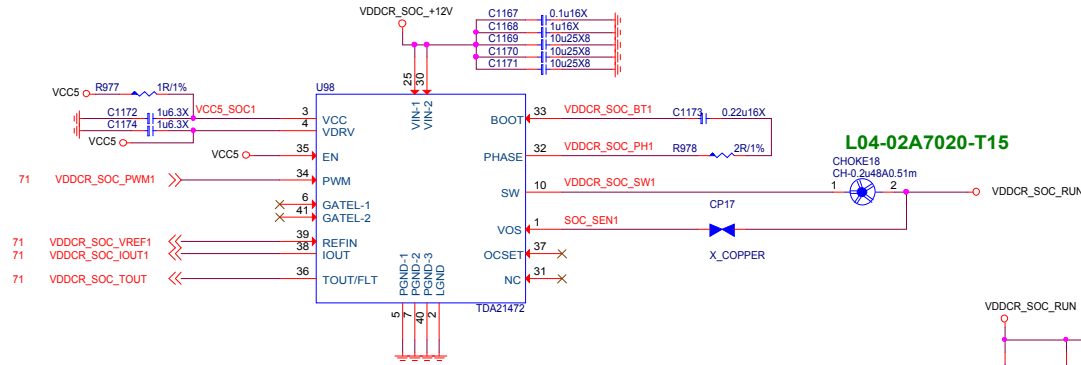 VDDCR_SOC_+12V
C1167 0.1u16X
C1168 1u16X
C1169 10u25X8
C1170 10u25X8
C1171 10u25X8
25
30
VCC5
R977 1R/1%
VCC5_SOC1
C1172 1u6.3X
C1174 1u6.3X
VCC5
U98
VIN-1
VIN-2
3 VCC
4 VDRV
VCC5 35 EN
71 VDDCR_SOC_PWM1 34 PWM
6 GATEL-1
41 GATEL-2
71 VDDCR_SOC_VREF1 39 REFIN
71 VDDCR_SOC_IOUT1 38 IOUT
71 VDDCR_SOC_TOUT 36 TOUT/FLT
BOOT 33 VDDCR_SOC_BT1 C1173 0.22u16X
PHASE 32 VDDCR_SOC_PH1 R978 2R/1%
L04-02A7020-T15
CHOKE18
CH-0.2u48A0.51m
SW 10 VDDCR_SOC_SW1 1 2 VDDCR_SOC_RUN
CP17
VOS 1 SOC_SEN1
X_COPPER
OCSET 37
NC 31
PGND-1
PGND-2
PGND-3
LGND
TDA21472
5
7
40
2
VDDCR_SOC_RUN